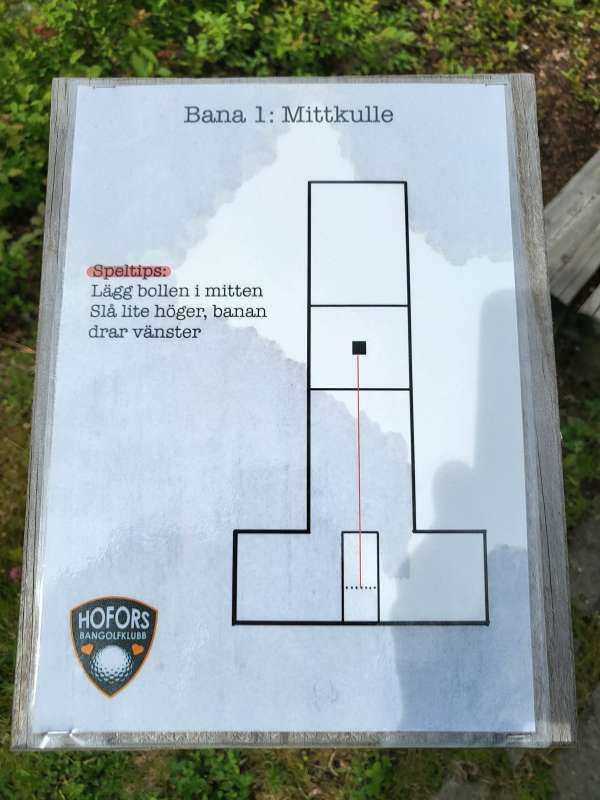 Bana 1: Mittkulle
Speltips:
Lägg bollen i mitten
Slå lite höger, banan
drar vänster
HOFORS
BANGOLFKLUBB